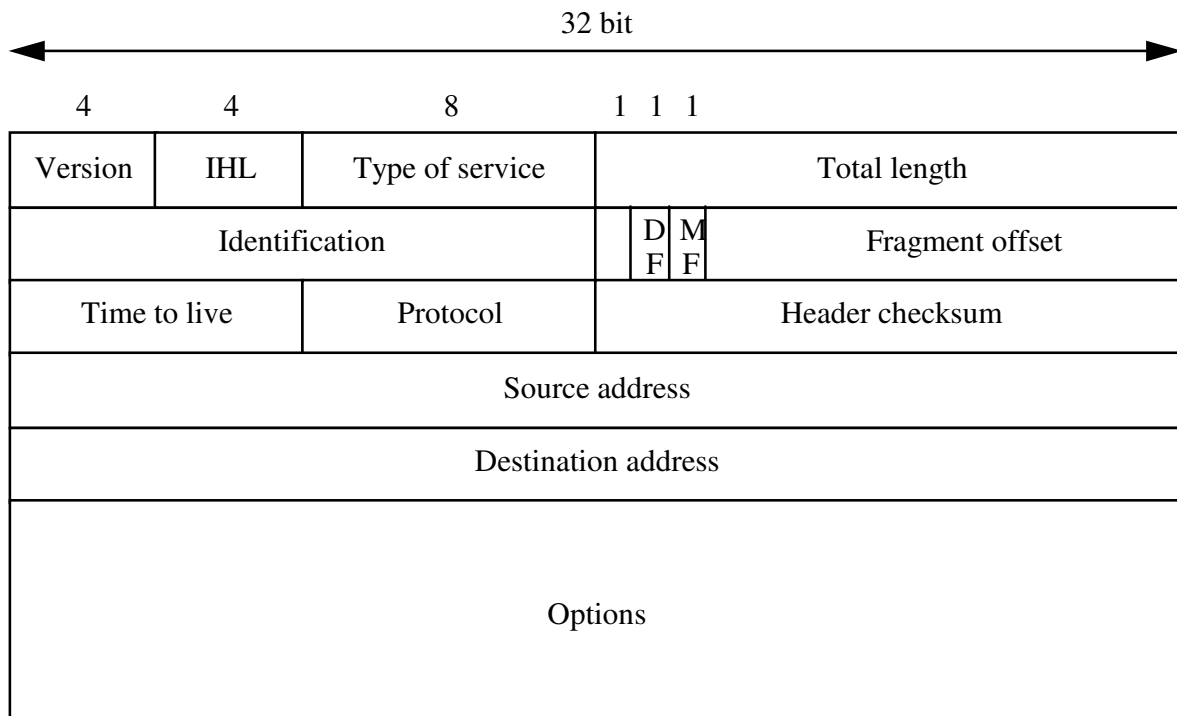 32 bit
4 4 8 1 1 1
Version IHL Type of service Total length
Identification D F M F Fragment offset
Time to live Protocol Header checksum
Source address
Destination address
Options